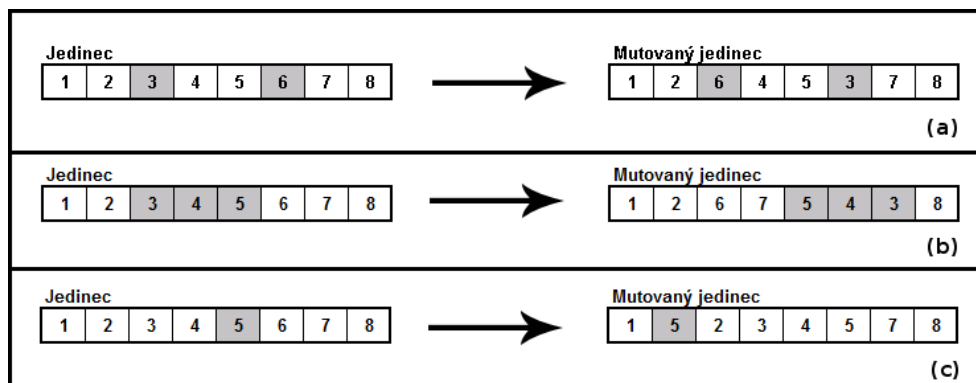 Jedinec
1 2 3 4 5 6 7 8
Mutovaný jedinec
1 2 6 4 5 3 7 8
(a)
Jedinec
1 2 3 4 5 6 7 8
Mutovaný jedinec
1 2 6 7 5 4 3 8
(b)
Jedinec
1 2 3 4 5 6 7 8
Mutovaný jedinec
1 5 2 3 4 5 7 8
(c)